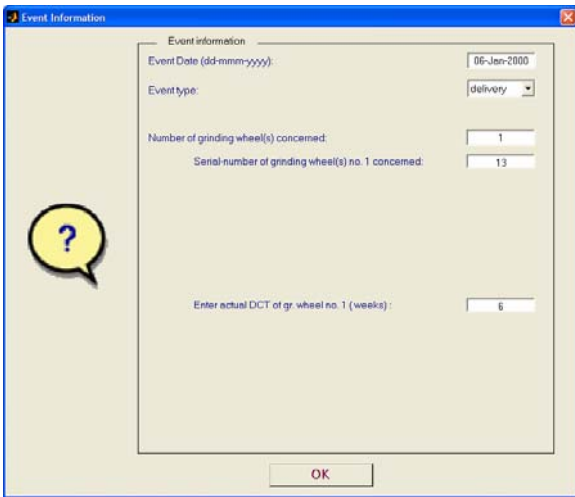 Event Information
Event information
Event Date (dd-mmm-yyyy): 06-Jan-2000
Event type: delivery
Number of grinding wheel(s) concerned: 1
Serial-number of grinding wheel(s) no. 1 concerned: 13
?
Enter actual DCT of gr. wheel no. 1 (weeks) : 6
OK